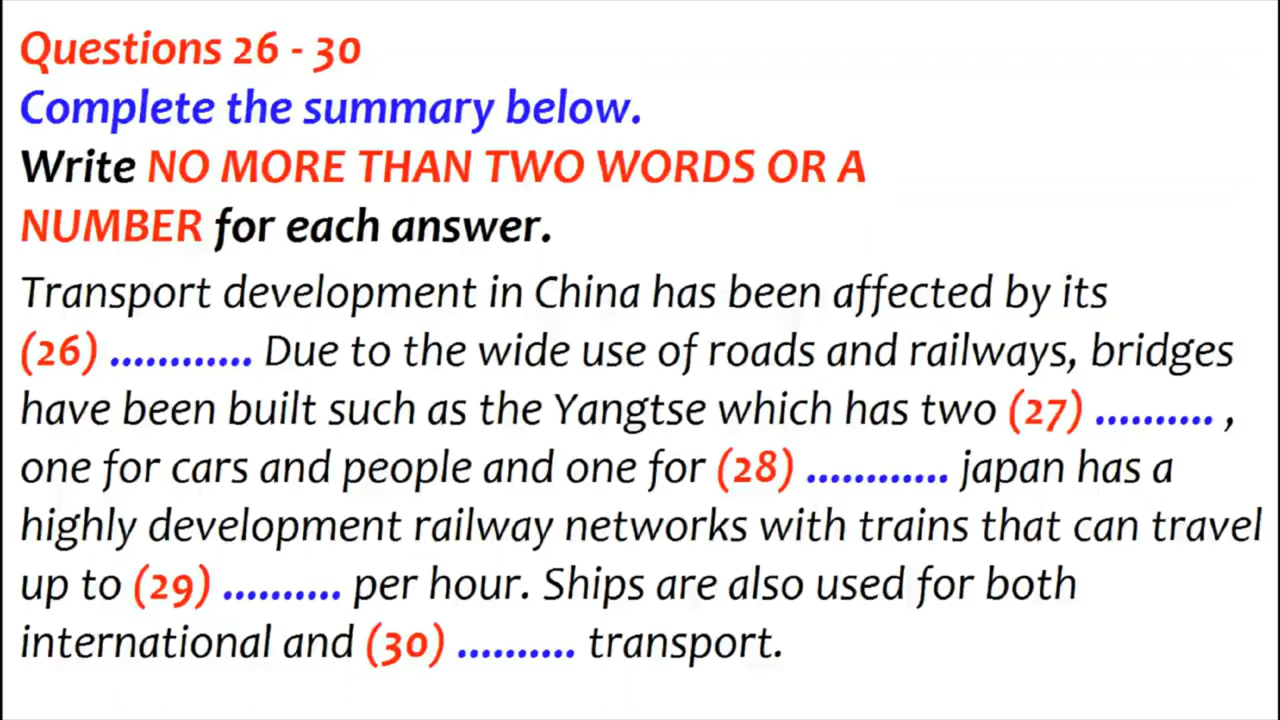 Questions 26 - 30
Complete the summary below.
Write NO MORE THAN TWO WORDS OR A
NUMBER for each answer.
Transport development in China has been affected by its
(26) ............ Due to the wide use of roads and railways, bridges
have been built such as the Yangtse which has two (27) .......... ,
one for cars and people and one for (28) ............ japan has a
highly development railway networks with trains that can travel
up to (29) .......... per hour. Ships are also used for both
international and (30) .......... transport.